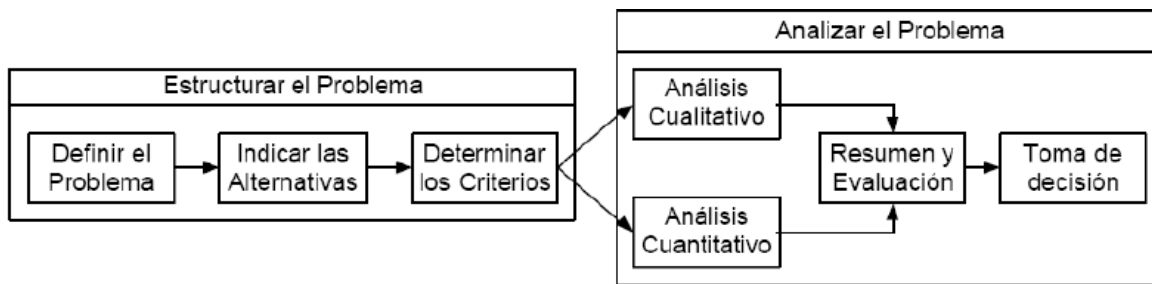 Estructurar el Problema
Definir el
Problema
Indicar las
Alternativas
Determinar
los Criterios
Analizar el Problema
Análisis
Cualitativo
Análisis
Cuantitativo
Resumen y
Evaluación
Toma de
decisión